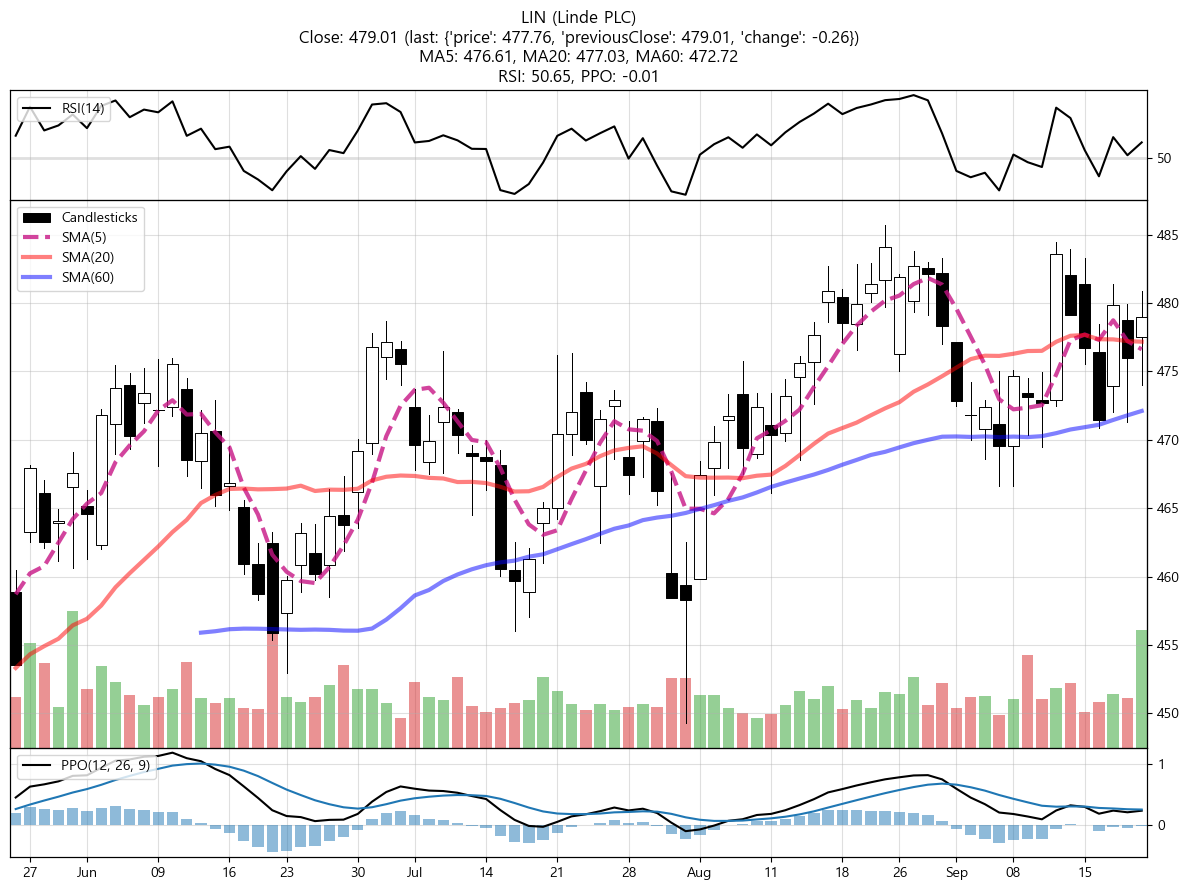 LIN (Linde PLC)
Close: 479.01 (last: {'price': 477.76, 'previousClose': 479.01, 'change': -0.26})
MA5: 476.61, MA20: 477.03, MA60: 472.72
RSI: 50.65, PPO: -0.01
RSI(14)
50
Candlesticks
SMA(5)
SMA(20)
SMA(60)
485
480
475
470
465
460
455
450
PPO(12, 26, 9)
1
0
27 Jun 09 16 23 30 Jul 14 21 28 Aug 11 18 26 Sep 08 15